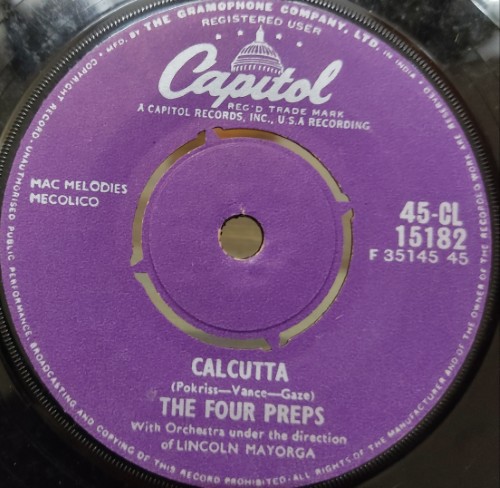 MFG. BY THE GRAMOPHONE COMPANY, LTD. IN INDIA
REGISTERED USER
Capitol
REG'D TRADE MARK
A CAPITOL RECORDS, INC., U.S.A RECORDING
MAC MELODIES
MECOLICO
45-CL
15182
F 35145 45
CALCUTTA
(Pokriss—Vance—Gaze)
THE FOUR PREPS
With Orchestra under the direction
of LINCOLN MAYORGA
COPYRIGHT RECORD. UNAUTHORISED PUBLIC PERFORMANCE, BROADCASTING AND COPYING OF THIS RECORD PROHIBITED. ALL RIGHTS OF THE MANUFACTURER AND OF THE OWNER OF THE RECORDED WORK RESERVED